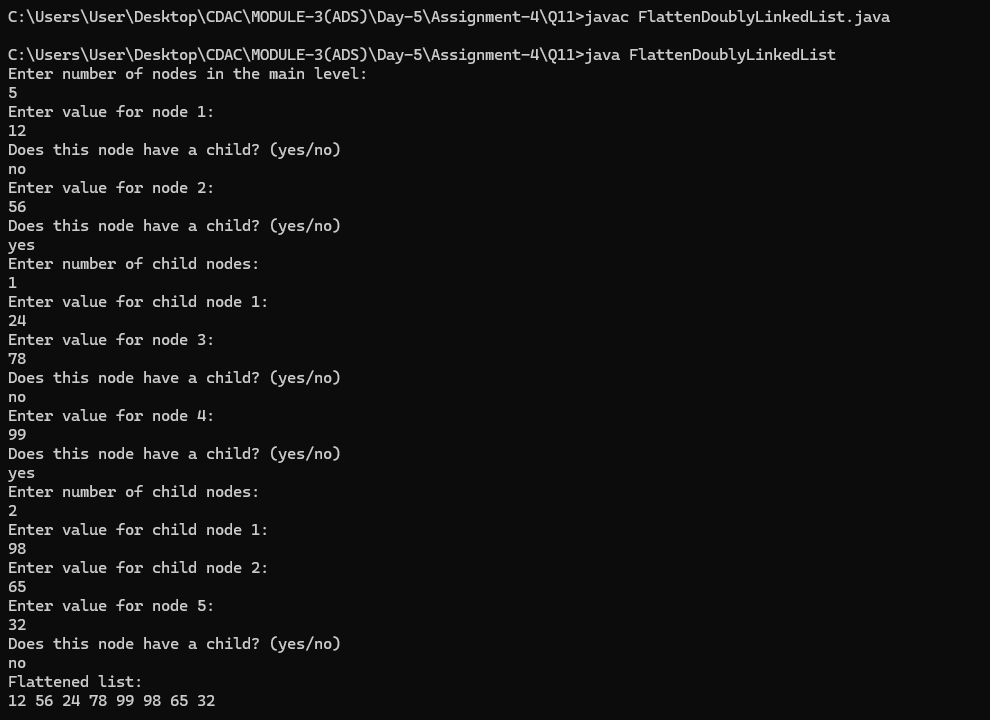 C:\Users\User\Desktop\CDAC\MODULE-3(ADS)\Day-5\Assignment-4\Q11>javac FlattenDoublyLinkedList.java
C:\Users\User\Desktop\CDAC\MODULE-3(ADS)\Day-5\Assignment-4\Q11>java FlattenDoublyLinkedList
Enter number of nodes in the main level:
5
Enter value for node 1:
12
Does this node have a child? (yes/no)
no
Enter value for node 2:
56
Does this node have a child? (yes/no)
yes
Enter number of child nodes:
1
Enter value for child node 1:
24
Enter value for node 3:
78
Does this node have a child? (yes/no)
no
Enter value for node 4:
99
Does this node have a child? (yes/no)
yes
Enter number of child nodes:
2
Enter value for child node 1:
98
Enter value for child node 2:
65
Enter value for node 5:
32
Does this node have a child? (yes/no)
no
Flattened list:
12 56 24 78 99 98 65 32